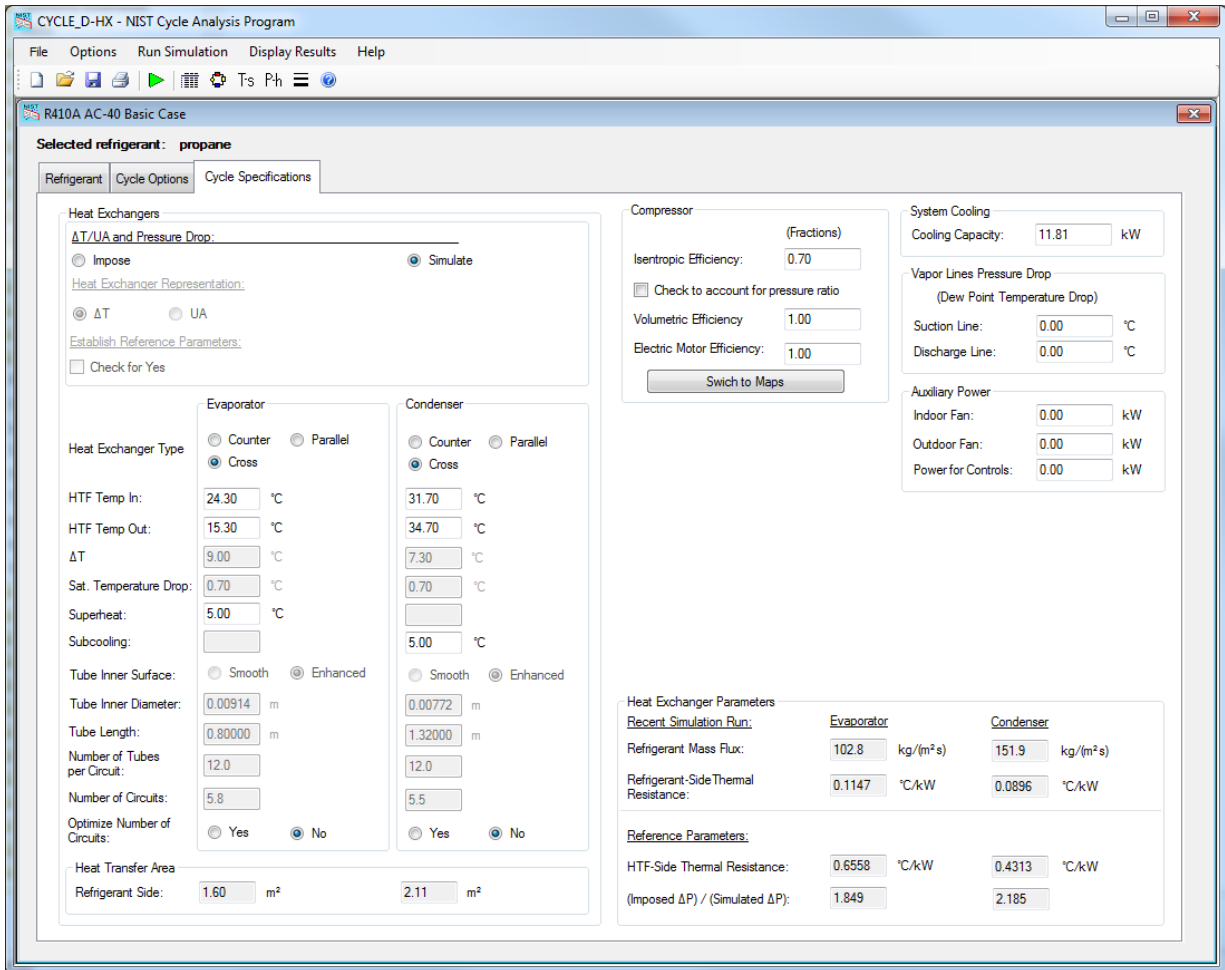 CYCLE_D-HX - NIST Cycle Analysis Program
File Options Run Simulation Display Results Help
T-s P-h
R410A AC-40 Basic Case
Selected refrigerant: propane
Refrigerant Cycle Options Cycle Specifications
Heat Exchangers
ΔT/UA and Pressure Drop:
Impose Simulate
Heat Exchanger Representation:
ΔT UA
Establish Reference Parameters:
Check for Yes
Evaporator Condenser
Heat Exchanger Type
Counter Parallel Counter Parallel
Cross Cross
HTF Temp In: 24.30 °C 31.70 °C
HTF Temp Out: 15.30 °C 34.70 °C
ΔT 9.00 °C 7.30 °C
Sat. Temperature Drop: 0.70 °C 0.70 °C
Superheat: 5.00 °C
Subcooling: 5.00 °C
Tube Inner Surface: Smooth Enhanced Smooth Enhanced
Tube Inner Diameter: 0.00914 m 0.00772 m
Tube Length: 0.80000 m 1.32000 m
Number of Tubes
per Circuit: 12.0 12.0
Number of Circuits: 5.8 5.5
Optimize Number of
Circuits: Yes No Yes No
Heat Transfer Area
Refrigerant Side: 1.60 m² 2.11 m²
Compressor
(Fractions)
Isentropic Efficiency: 0.70
Check to account for pressure ratio
Volumetric Efficiency 1.00
Electric Motor Efficiency: 1.00
Swich to Maps
System Cooling
Cooling Capacity: 11.81 kW
Vapor Lines Pressure Drop
(Dew Point Temperature Drop)
Suction Line: 0.00 °C
Discharge Line: 0.00 °C
Auxiliary Power
Indoor Fan: 0.00 kW
Outdoor Fan: 0.00 kW
Power for Controls: 0.00 kW
Heat Exchanger Parameters
Recent Simulation Run: Evaporator Condenser
Refrigerant Mass Flux: 102.8 kg/(m² s) 151.9 kg/(m² s)
Refrigerant-SideThermal
Resistance: 0.1147 °C/kW 0.0896 °C/kW
Reference Parameters:
HTF-Side Thermal Resistance: 0.6558 °C/kW 0.4313 °C/kW
(Imposed ΔP) / (Simulated ΔP): 1.849 2.185